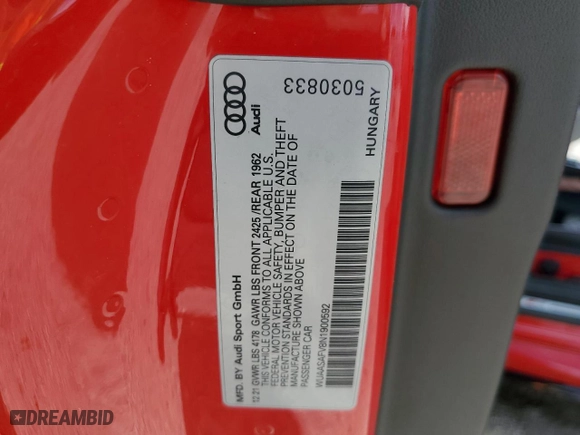 Audi
5030833
HUNGARY
MFD. BY Audi Sport GmbH
12 21 GVWR LBS 4178 GAWR LBS FRONT 2425 /REAR 1962
THIS VEHICLE CONFORMS TO ALL APPLICABLE U.S.
FEDERAL MOTOR VEHICLE SAFETY, BUMPER AND THEFT
PREVENTION STANDARDS IN EFFECT ON THE DATE OF
MANUFACTURE SHOWN ABOVE
PASSENGER CAR
WUAASAFV8N1900592
DREAMBID